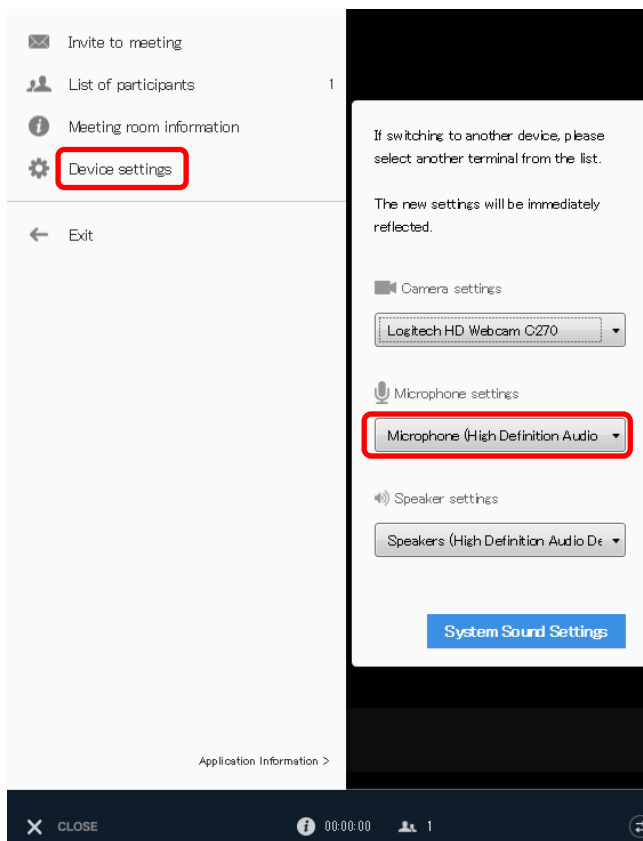 Invite to meeting
List of participants 1
Meeting room information
Device settings
Exit
If switching to another device, please
select another terminal from the list.
The new settings will be immediately
reflected.
Camera settings
Logitech HD Webcam C270
Microphone settings
Microphone (High Definition Audio
Speaker settings
Speakers (High Definition Audio De
System Sound Settings
Application Information >
CLOSE 00:00:00 1